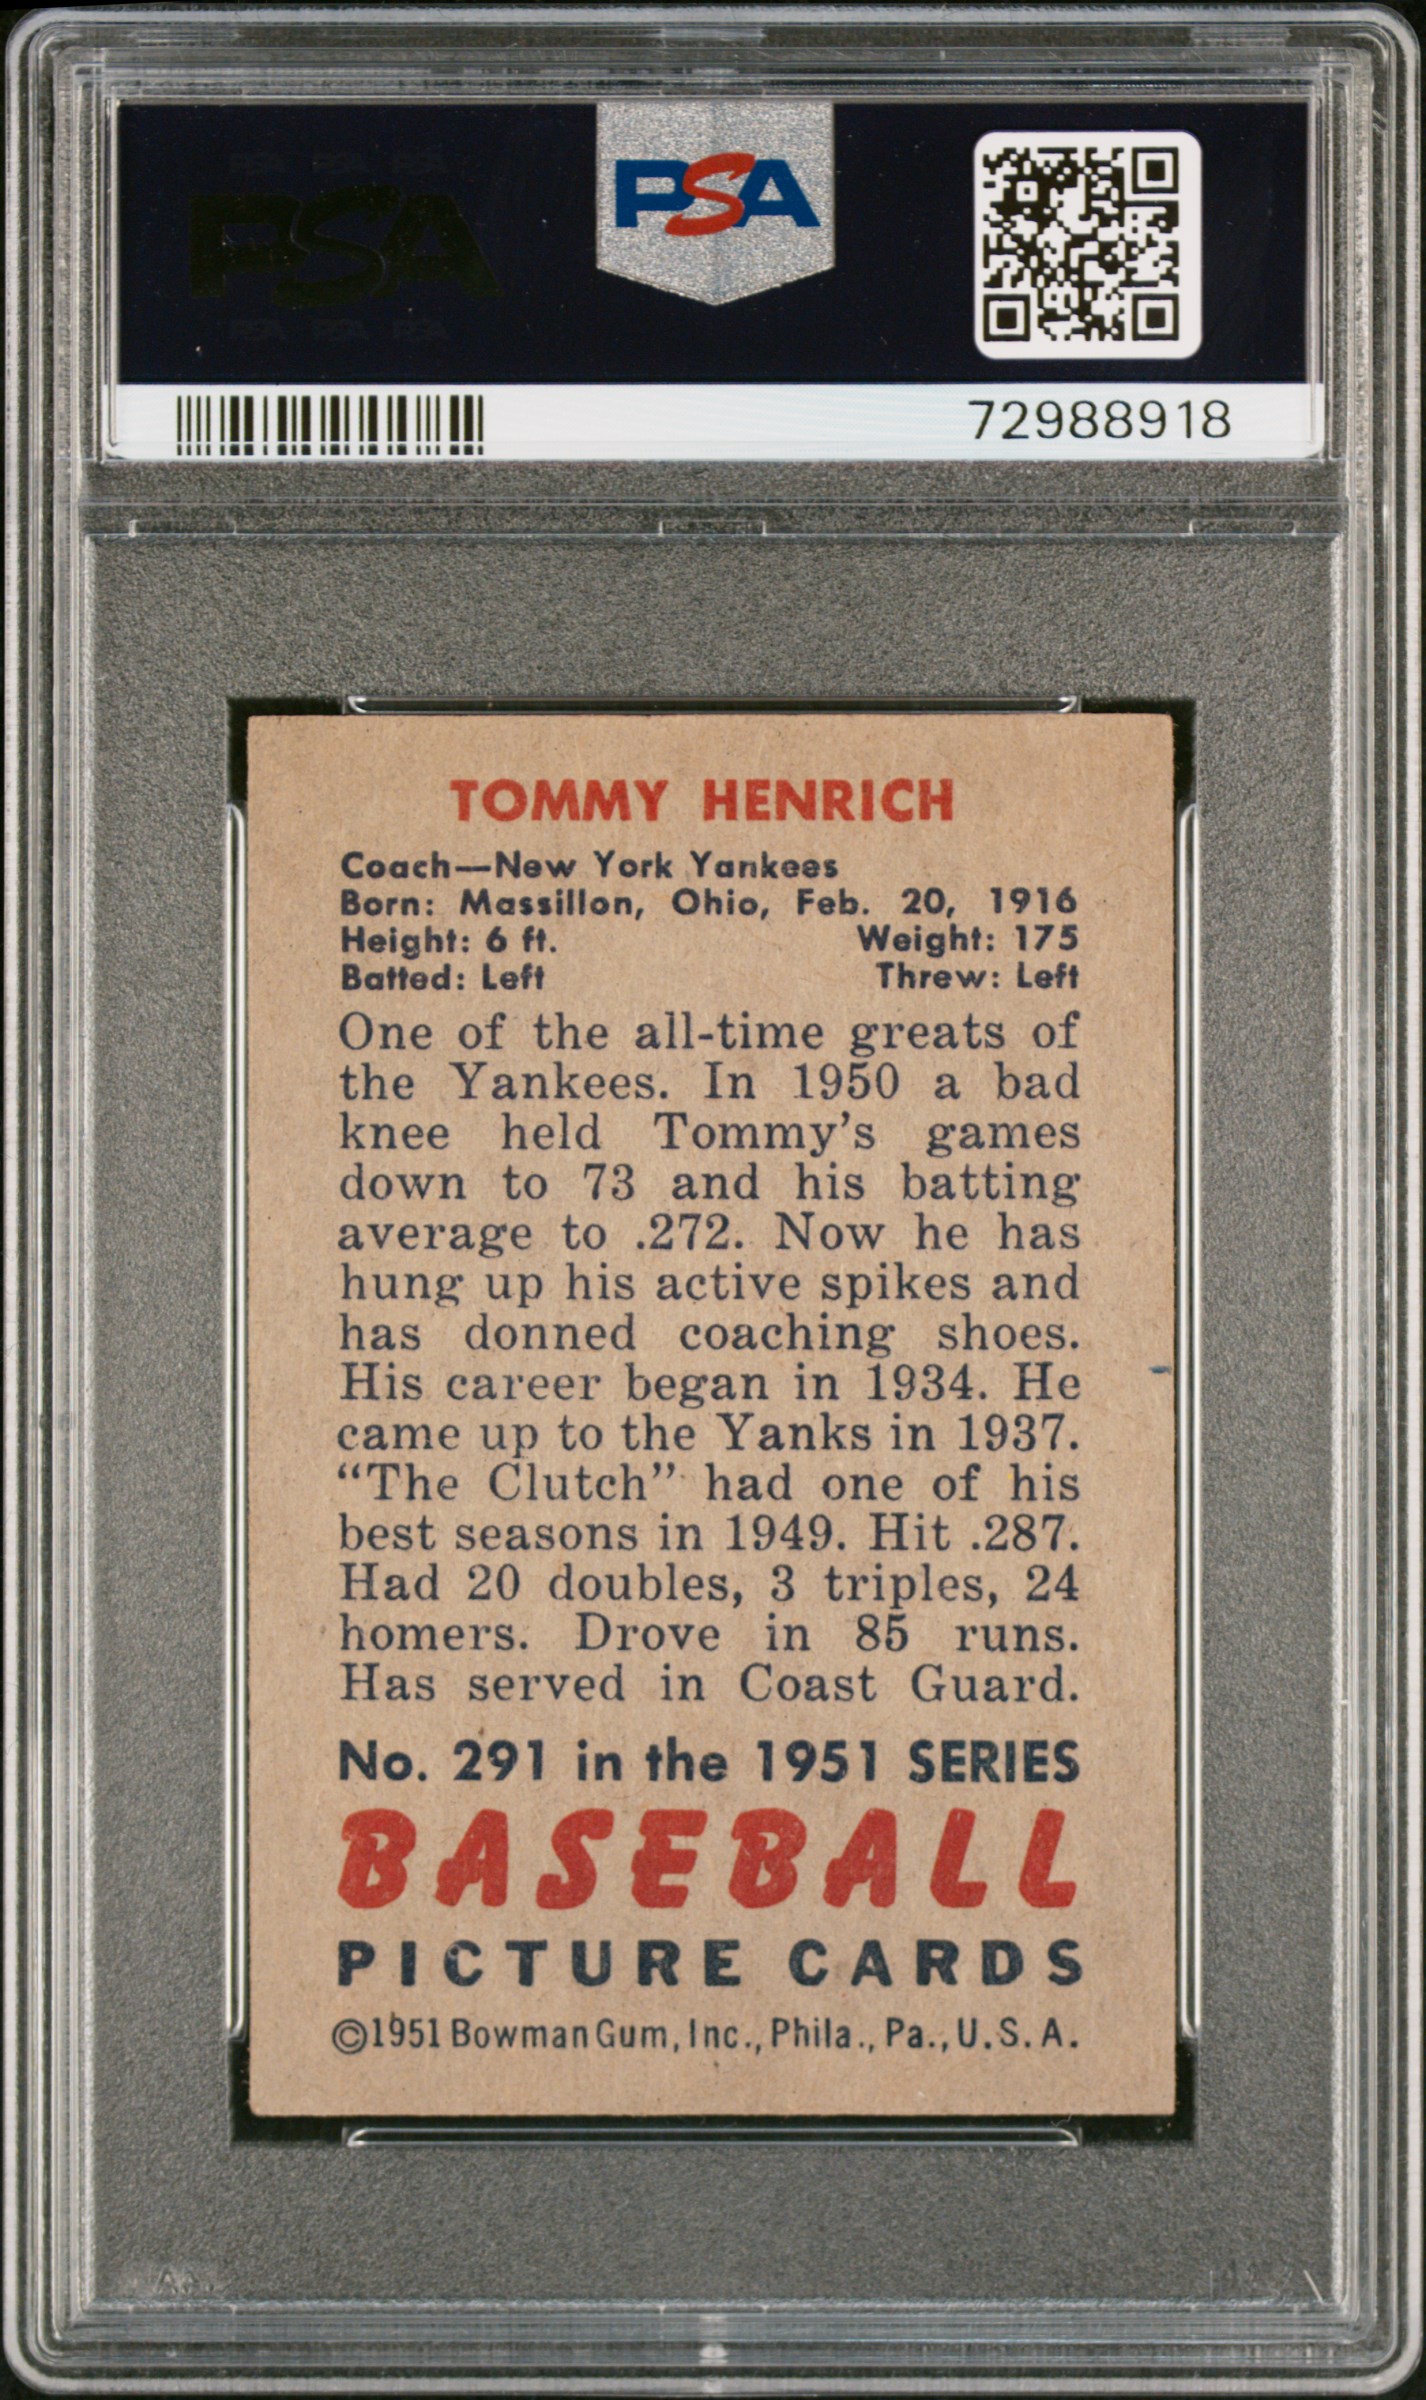 PSA PSA PSA
PSA
PSA PSA PSA
PSA
72988918
TOMMY HENRICH
Coach—New York Yankees
Born: Massillon, Ohio, Feb. 20, 1916
Height: 6 ft. Weight: 175
Batted: Left Threw: Left
One of the all-time greats of
the Yankees. In 1950 a bad
knee held Tommy's games
down to 73 and his batting
average to .272. Now he has
hung up his active spikes and
has donned coaching shoes.
His career began in 1934. He
came up to the Yanks in 1937.
“The Clutch” had one of his
best seasons in 1949. Hit .287.
Had 20 doubles, 3 triples, 24
homers. Drove in 85 runs.
Has served in Coast Guard.
No. 291 in the 1951 SERIES
BASEBALL
PICTURE CARDS
©1951 Bowman Gum, Inc., Phila., Pa., U.S.A.